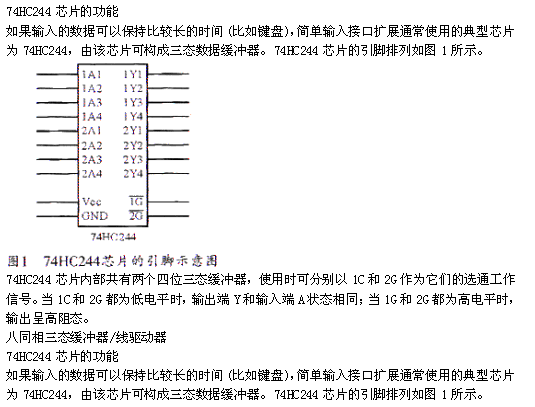 74HC244 芯片的功能
如果输入的数据可以保持比较长的时间(比如键盘),简单输入接口扩展通常使用的典型芯片
为 74HC244, 由该芯片可构成三态数据缓冲器。74HC244 芯片的引脚排列如图 1 所示。
1A1 1Y1
1A2 1Y2
1A3 1Y3
1A4 1Y4
2A1 2Y1
2A2 2Y2
2A3 2Y3
2A4 2Y4
Vcc 1G
GND 2G
74HC244
图1 74HC244芯片的引脚示意图
74HC244 芯片内部共有两个四位三态缓冲器, 使用时可分别以 1C 和 2G 作为它们的选通工作
信号。当 1C 和 2G 都为低电平时, 输出端 Y 和输入端 A 状态相同; 当 1G 和 2G 都为高电平时,
输出呈高阻态。
八同相三态缓冲器/线驱动器
74HC244 芯片的功能
如果输入的数据可以保持比较长的时间(比如键盘),简单输入接口扩展通常使用的典型芯片
为 74HC244, 由该芯片可构成三态数据缓冲器。74HC244 芯片的引脚排列如图 1 所示。